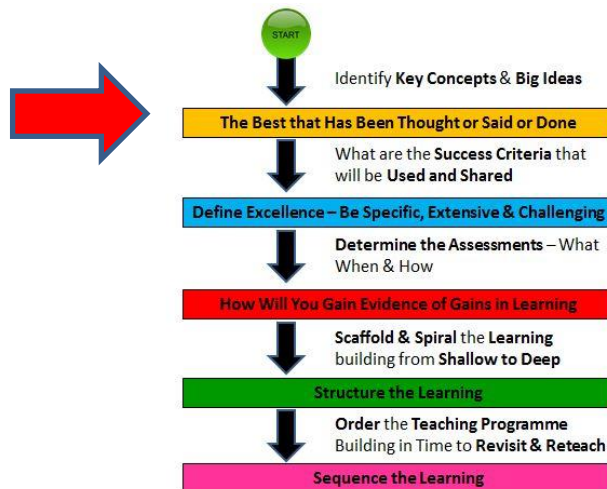 START
Identify Key Concepts & Big Ideas
The Best that Has Been Thought or Said or Done
What are the Success Criteria that
will be Used and Shared
Define Excellence – Be Specific, Extensive & Challenging
Determine the Assessments – What
When & How
How Will You Gain Evidence of Gains in Learning
Scaffold & Spiral the Learning
building from Shallow to Deep
Structure the Learning
Order the Teaching Programme
Building in Time to Revisit & Reteach
Sequence the Learning